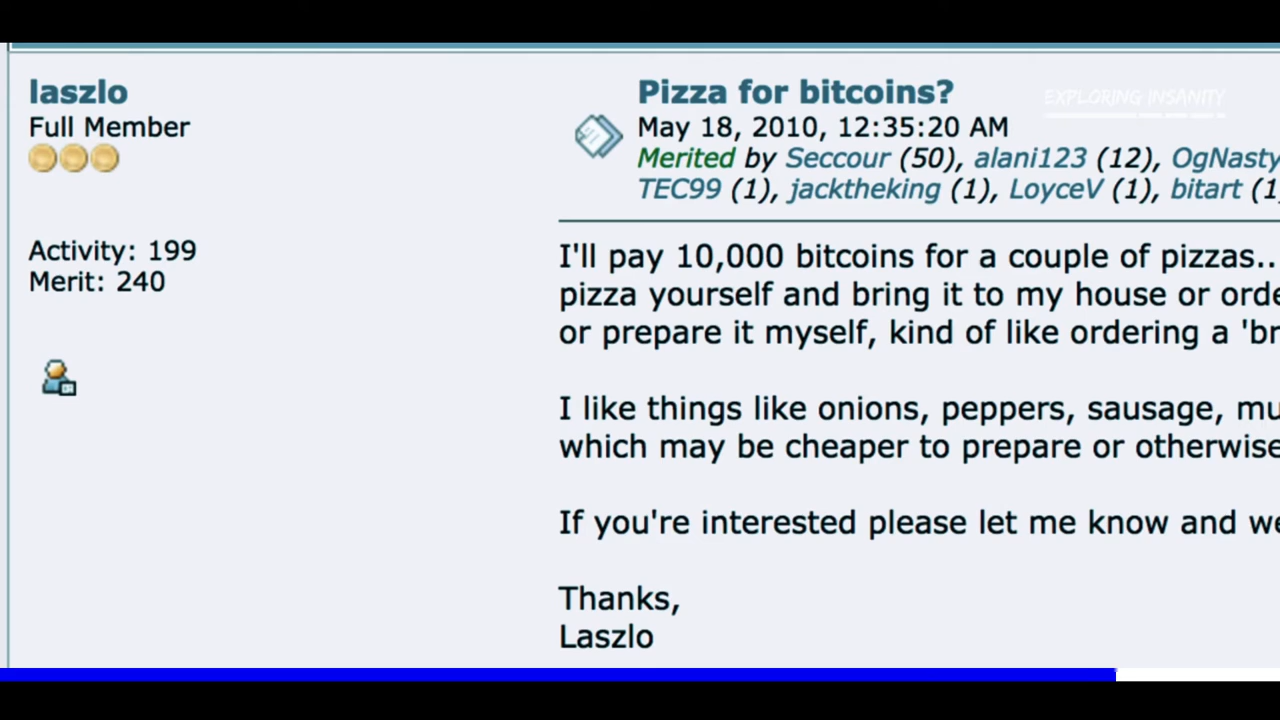 laszlo
Full Member
Activity: 199
Merit: 240
Pizza for bitcoins?
EXPLORING INSANITY
May 18, 2010, 12:35:20 AM
Merited by Seccour (50), alani123 (12), OgNasty
TEC99 (1), jacktheking (1), LoyceV (1), bitart (1)
I'll pay 10,000 bitcoins for a couple of pizzas..
pizza yourself and bring it to my house or orde
or prepare it myself, kind of like ordering a 'br
I like things like onions, peppers, sausage, mu
which may be cheaper to prepare or otherwise
If you're interested please let me know and we
Thanks,
Laszlo